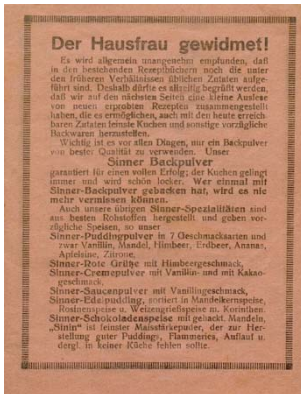 Der Hausfrau gewidmet!
Es wird allgemein unangenehm empfunden, daß
in den bestehenden Rezeptbüchern noch die unter
den früheren Verhältnissen üblichen Zutaten aufge-
führt sind. Deshalb dürfte es allseitig begrüßt werden,
daß wir auf den nächsten Seiten eine kleine Auslese
von neuen erprobten Rezepten zusammengestellt
haben, die es ermöglichen, auch mit den heute erreich-
baren Zutaten feinste Kuchen und sonstige vorzügliche
Backwaren herzustellen.
Wichtig ist es vor allen Dingen, nur ein Backpulver
von bester Qualität zu verwenden. Unser
Sinner Backpulver
garantiert für einen vollen Erfolg; der Kuchen gelingt
immer und wird schön locker. Wer einmal mit
Sinner-Backpulver gebacken hat, wird es nie
mehr vermissen können.
Auch unsere übrigen Sinner-Spezialitäten sind
aus besten Rohstoffen hergestellt und geben vor-
zügliche Speisen, so unser
Sinner-Puddingpulver in 7 Geschmacksarten und
zwar Vanillin, Mandel, Himbeer, Erdbeer, Ananas,
Apfelsine, Zitrone,
Sinner-Rote Grütze mit Himbeergeschmack,
Sinner-Cremepulver mit Vanillin- und mit Kakao-
geschmack,
Sinner-Saucenpulver mit Vanillingeschmack,
Sinner-Edelpudding, sortiert in Mandelkernspeise,
Rosinenspeise u. Weizengrießspeise m. Korinthen.
Sinner-Schokoladenspeise mit gehackt. Mandeln,
„Sinin" ist feinster Maisstärkepuder, der zur Her-
stellung guter Puddings, Flammeries, Auflauf u.
dergl. in keiner Küche fehlen sollte.